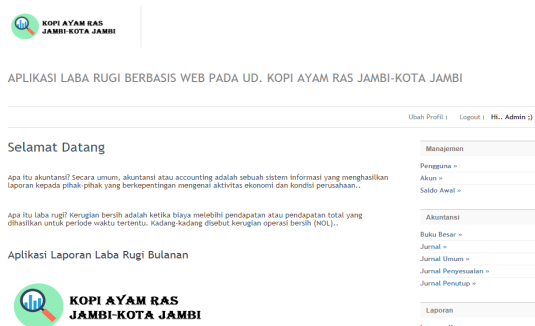 KOPI AYAM RAS
JAMBI-KOTA JAMBI
APLIKASI LABA RUGI BERBASIS WEB PADA UD. KOPI AYAM RAS JAMBI-KOTA JAMBI
Ubah Profil | Logout | Hi.. Admin ;)
Selamat Datang
Apa itu akuntansi? Secara umum, akuntansi atau accounting adalah sebuah sistem informasi yang menghasilkan
laporan kepada pihak-pihak yang berkepentingan mengenai aktivitas ekonomi dan kondisi perusahaan..
Apa itu laba rugi? Kerugian bersih adalah ketika biaya melebihi pendapatan atau pendapatan total yang
dihasilkan untuk periode waktu tertentu. Kadang-kadang disebut kerugian operasi bersih (NOL)..
Aplikasi Laporan Laba Rugi Bulanan
KOPI AYAM RAS
JAMBI-KOTA JAMBI
Manajemen
Pengguna »
Akun »
Saldo Awal »
Akuntansi
Buku Besar »
Jurnal »
Jurnal Umum »
Jurnal Penyesuaian »
Jurnal Penutup »
Laporan